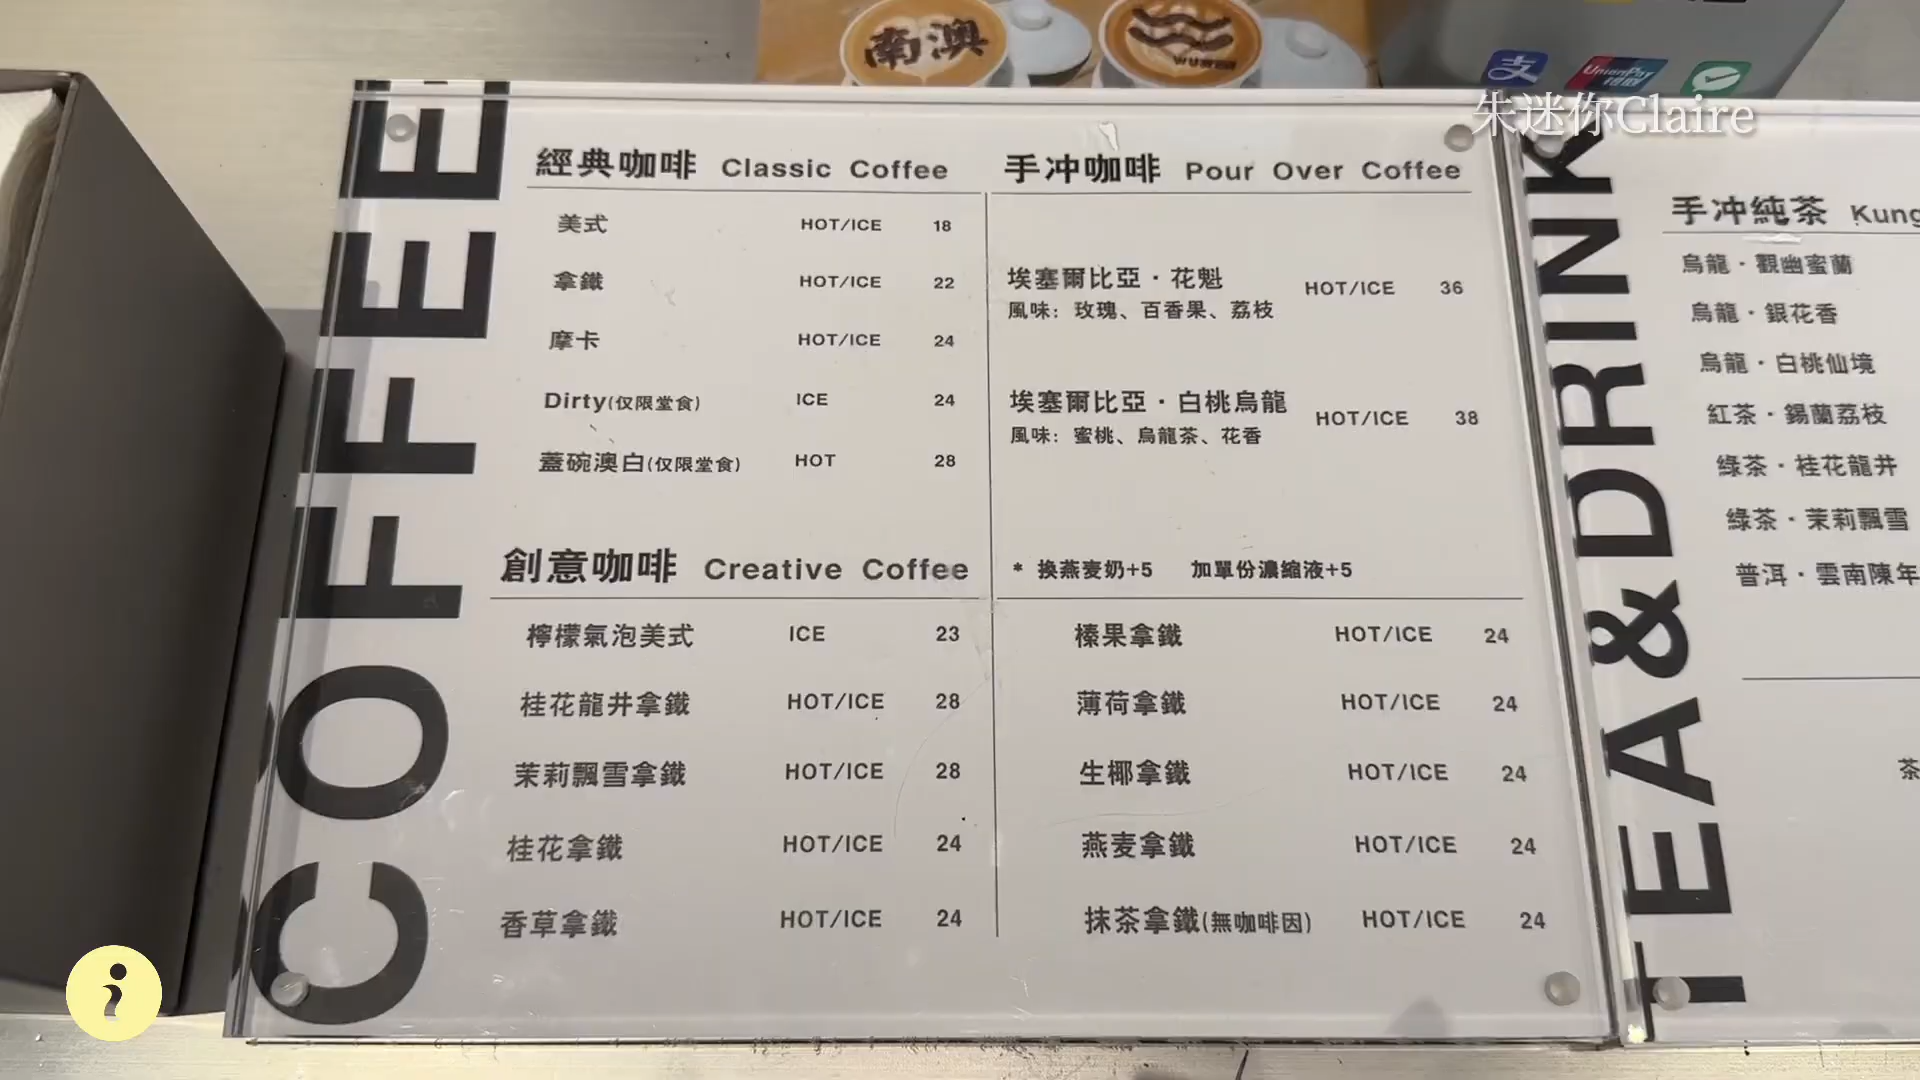 南澳
支
UnionPay
银联
朱迷你Claire
COFFEE
經典咖啡 Classic Coffee
美式 HOT/ICE 18
拿鐵 HOT/ICE 22
摩卡 HOT/ICE 24
Dirty(仅限堂食) ICE 24
蓋碗澳白(仅限堂食) HOT 28
手冲咖啡 Pour Over Coffee
埃塞爾比亞·花魁 HOT/ICE 36
風味：玫瑰、百香果、荔枝
埃塞爾比亞·白桃烏龍 HOT/ICE 38
風味：蜜桃、烏龍茶、花香
創意咖啡 Creative Coffee
* 换燕麦奶+5 加單份濃縮液+5
檸檬氣泡美式 ICE 23
桂花龍井拿鐵 HOT/ICE 28
茉莉飄雪拿鐵 HOT/ICE 28
桂花拿鐵 HOT/ICE 24
香草拿鐵 HOT/ICE 24
榛果拿鐵 HOT/ICE 24
薄荷拿鐵 HOT/ICE 24
生椰拿鐵 HOT/ICE 24
燕麦拿鐵 HOT/ICE 24
抹茶拿鐵(無咖啡因) HOT/ICE 24
TEA&DRINK
手冲純茶 Kung
烏龍·觀幽蜜蘭
烏龍·銀花香
烏龍·白桃仙境
紅茶·錫蘭荔枝
綠茶·桂花龍井
綠茶·茉莉飄雪
普洱·雲南陳年
茶